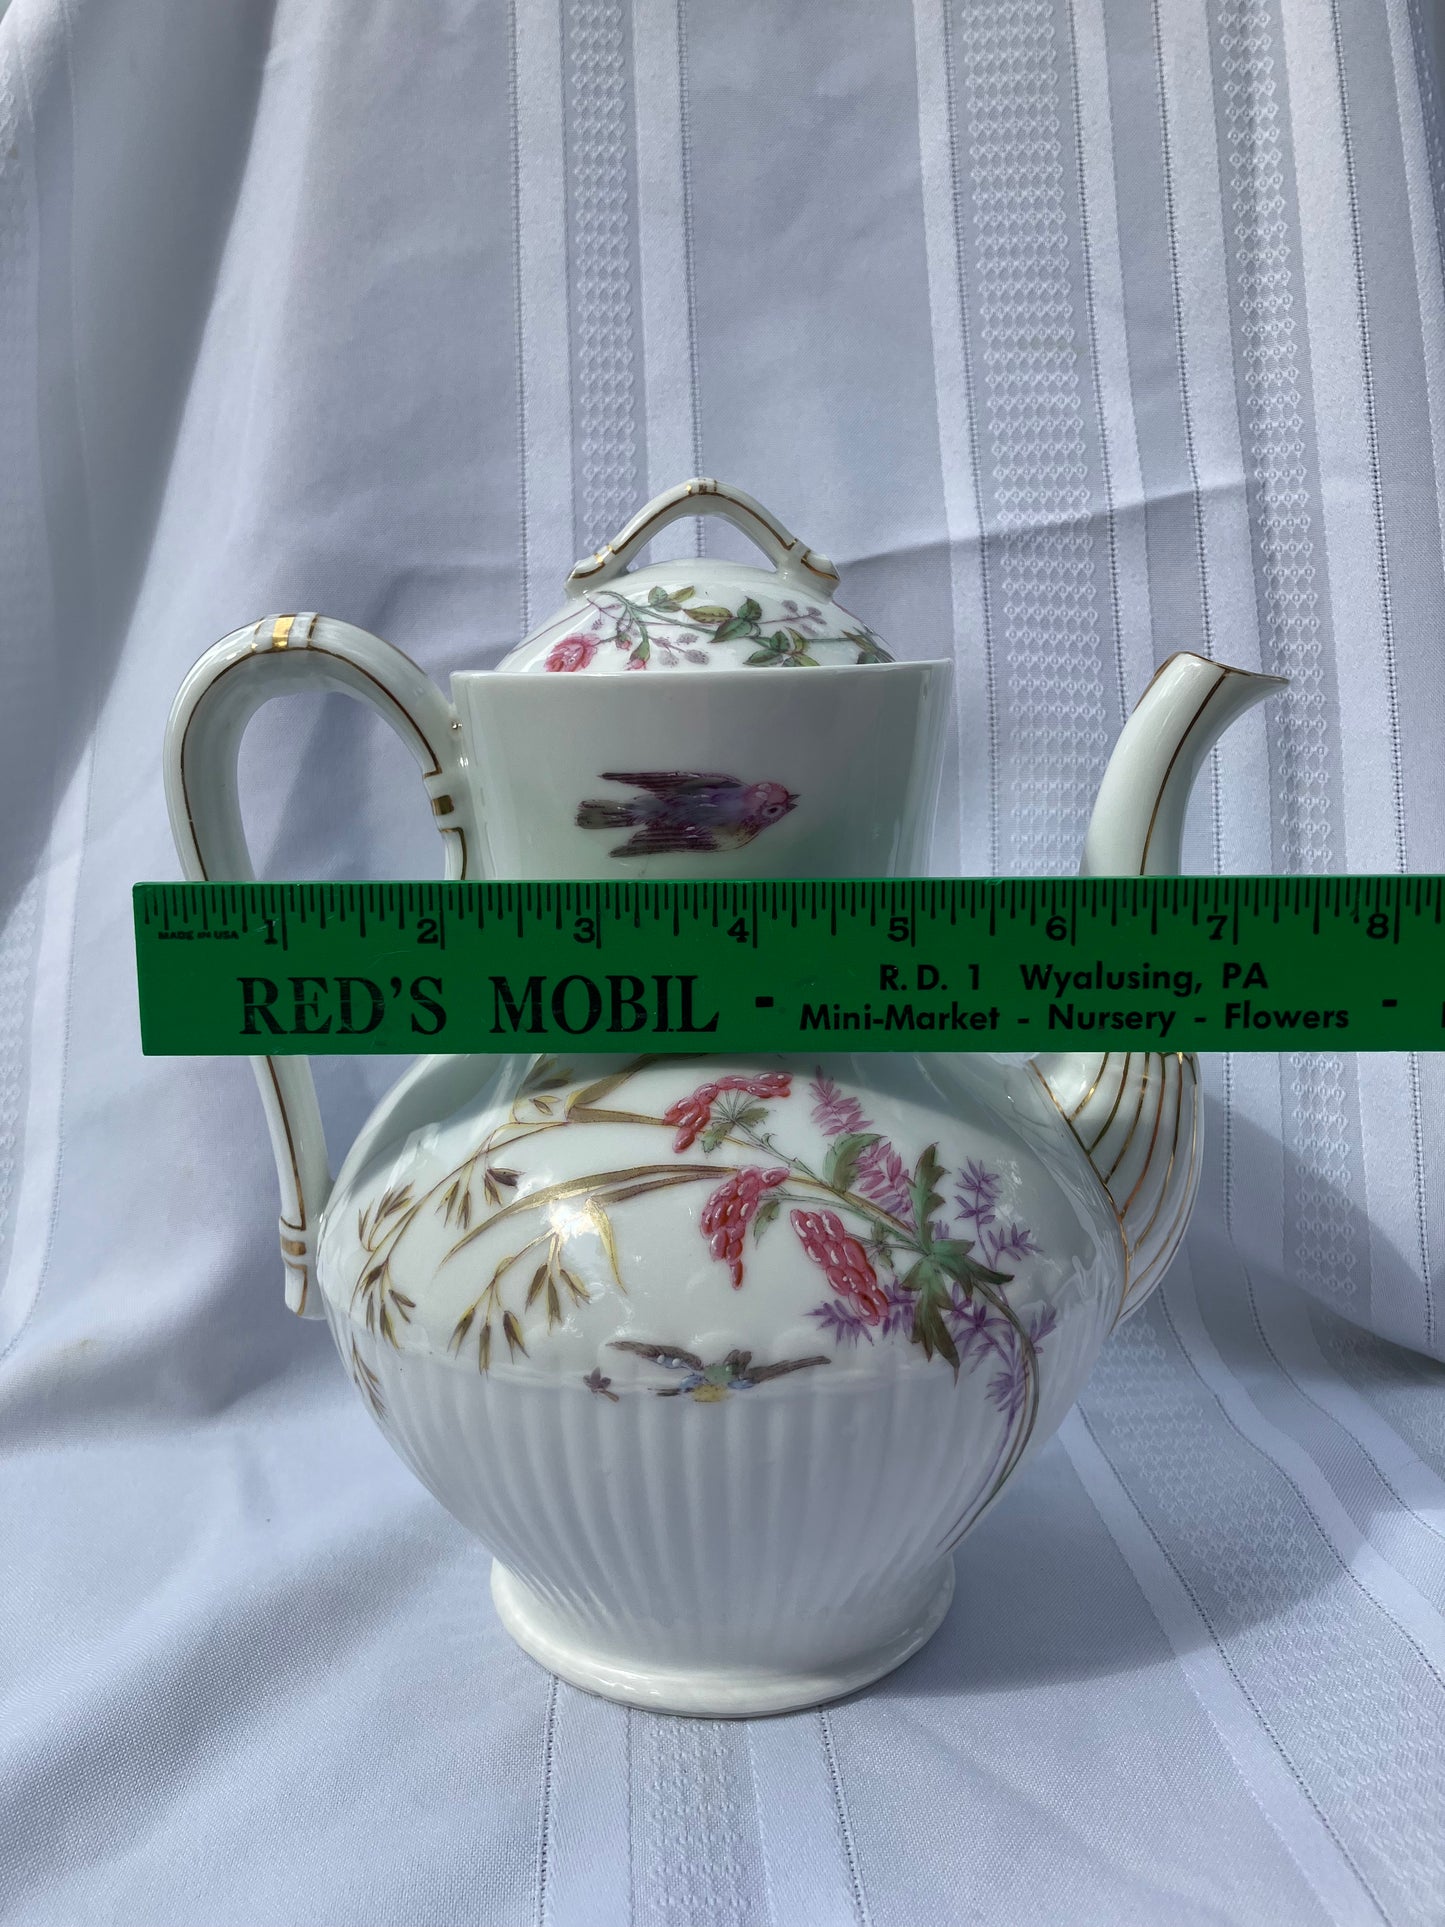 1 2 3 4 5 6 7 8
MADE IN USA
RED'S MOBIL - R.D. 1 Wyalusing, PA
Mini-Market - Nursery - Flowers -